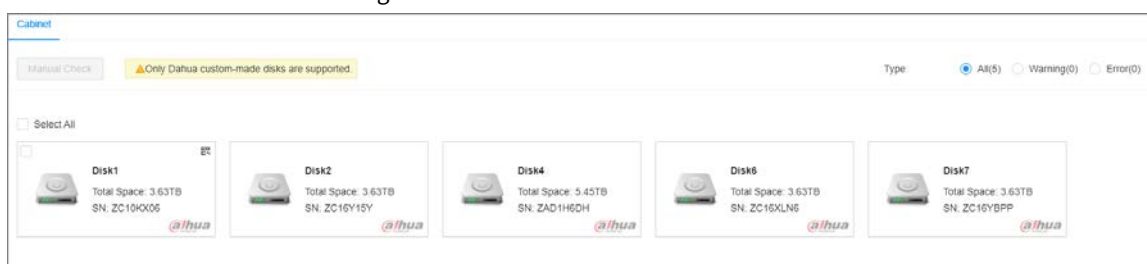 Cabinet
Manual Check
Only Dahua custom-made disks are supported.
Type
All(5) Warning(0) Error(0)
Select All
Disk1
Total Space: 3.63TB
SN: ZC10KX06
alhua
Disk2
Total Space: 3.63TB
SN: ZC16Y15Y
alhua
Disk4
Total Space: 5.45TB
SN: ZAD1H6DH
alhua
Disk6
Total Space: 3.63TB
SN: ZC16XLN6
alhua
Disk7
Total Space: 3.63TB
SN: ZC16YBPP
alhua